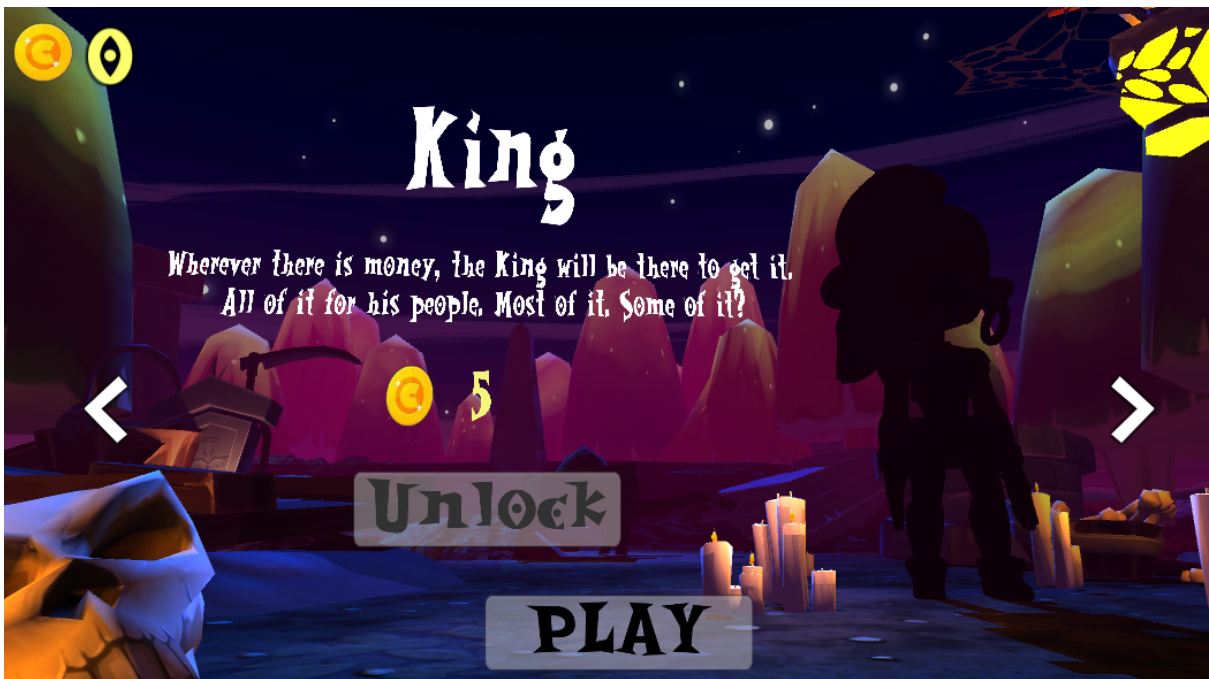 0
King
Wherever there is money, the King will be there to get it.
All of it for his people. Most of it. Some of it?
5
Unlock
PLAY